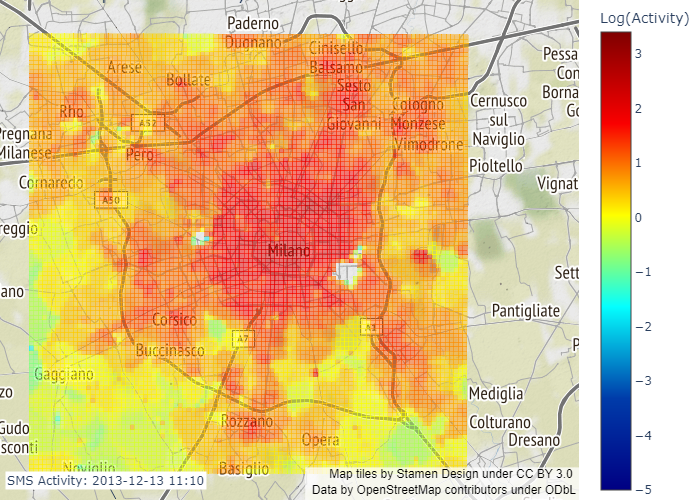 Log(Activity)
Paderno
Dugnano
Cinisello
Balsamo
Arese
Bollate
Sesto
San
Giovanni
Rho
Cologno
Monzese
Vimodrone
Pessa
Con
Borna
Go
Cernusco
sul
Naviglio
A52
Pregnana
Milanese
Pero
Pioltello
Cornaredo
A50
Vignat
reggio
Milano
Sett
ano
Pantigliate
Corsico
A7
A1
Buccinasco
P
Gaggiano
zo
Mediglia
Rozzano
Colturano
Gudo
sconti
Opera
Dresano
Noviglio
Basiglio
SMS Activity: 2013-12-13 11:10
Map tiles by Stamen Design under CC BY 3.0
Data by OpenStreetMap contributors under ODbL
3
2
1
0
−1
−2
−3
−4
−5